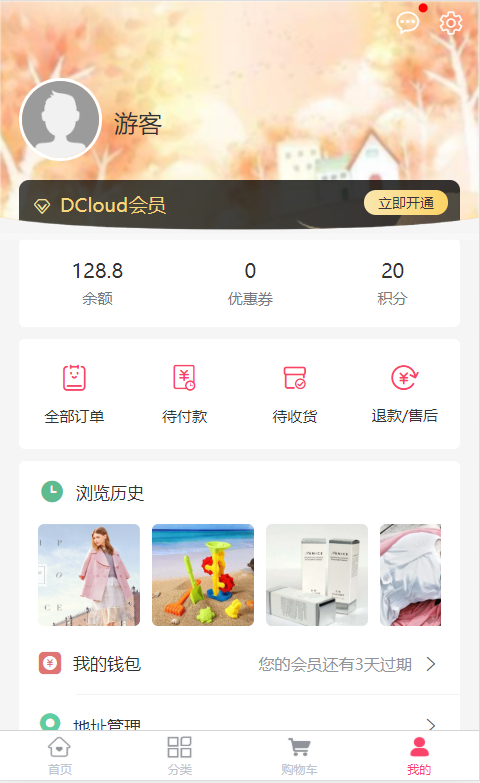 游客
DCloud会员
立即开通
128.8
0
20
余额
优惠券
积分
全部订单
待付款
待收货
退款/售后
浏览历史
我的钱包
您的会员还有3天过期
地址管理
首页
分类
购物车
我的